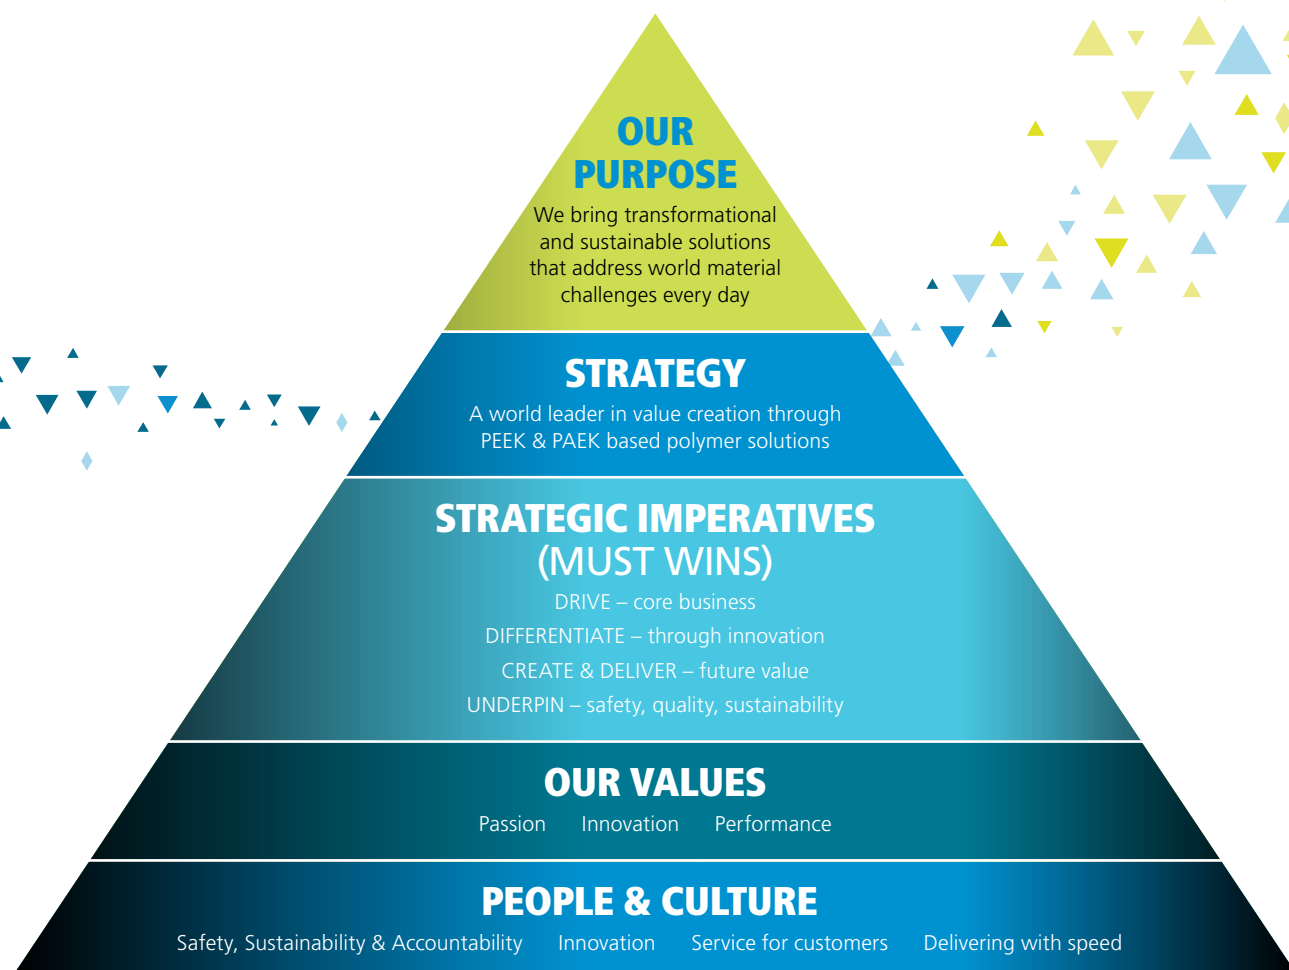 OUR
PURPOSE
We bring transformational
and sustainable solutions
that address world material
challenges every day
STRATEGY
A world leader in value creation through
PEEK & PAEK based polymer solutions
STRATEGIC IMPERATIVES
(MUST WINS)
DRIVE – core business
DIFFERENTIATE – through innovation
CREATE & DELIVER – future value
UNDERPIN – safety, quality, sustainability
OUR VALUES
Passion Innovation Performance
PEOPLE & CULTURE
Safety, Sustainability & Accountability Innovation Service for customers Delivering with speed